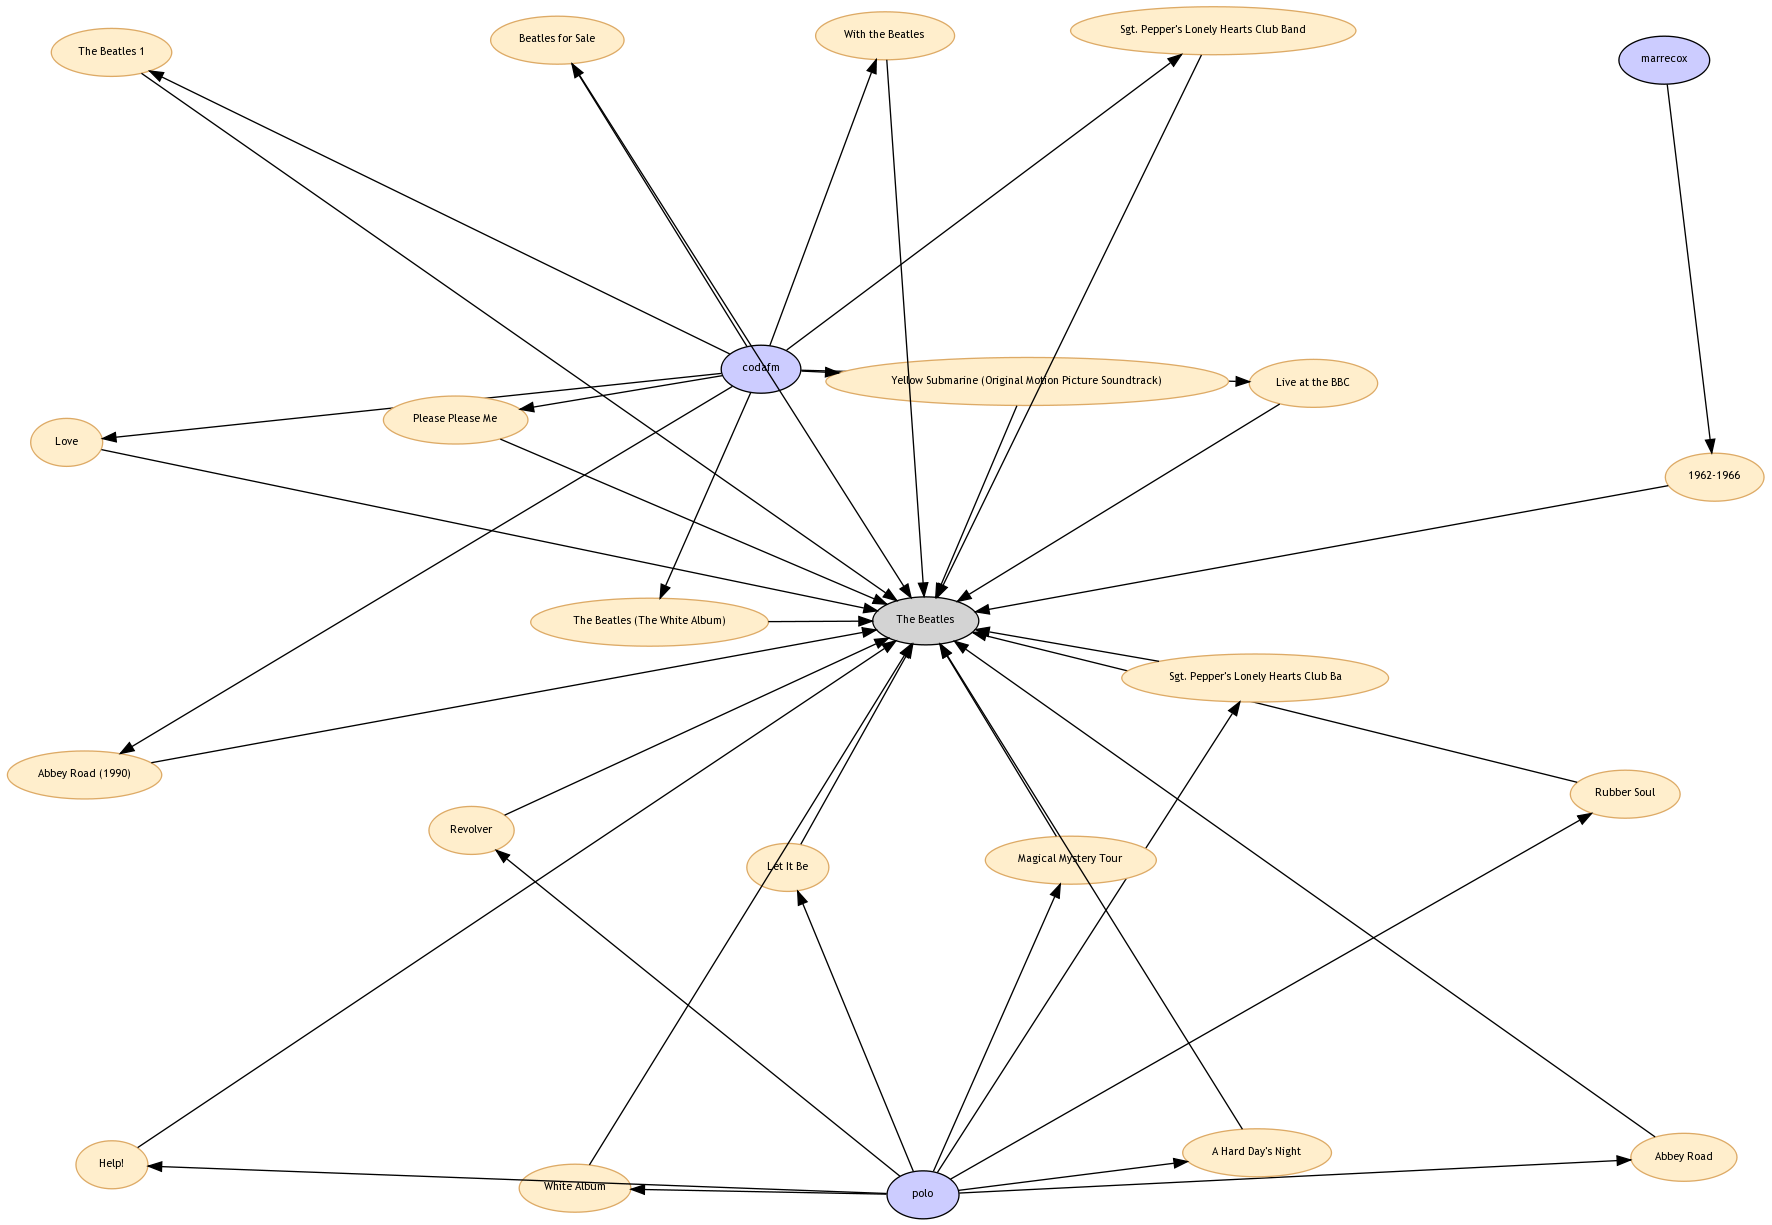 The Beatles 1
Beatles for Sale
With the Beatles
Sgt. Pepper's Lonely Hearts Club Band
marrecox
codafm
Yellow Submarine (Original Motion Picture Soundtrack)
Live at the BBC
Please Please Me
Love
1962-1966
The Beatles (The White Album)
The Beatles
Sgt. Pepper's Lonely Hearts Club Ba
Abbey Road (1990)
Rubber Soul
Revolver
Let It Be
Magical Mystery Tour
Help!
White Album
polo
A Hard Day's Night
Abbey Road